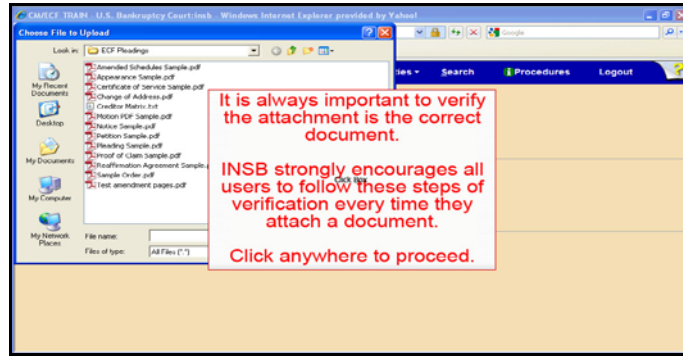 CM/ECF TRAIN - U.S. Bankruptcy Court:insb - Windows Internet Explorer provided by Yahoo!
Choose File to Upload
Look in: ECF Pleadings
Google
Search Procedures Logout
Amended Schedules Sample.pdf
Appearance Sample.pdf
Certificate of Service Sample.pdf
Change of Address.pdf
Creditor Matrix.txt
Motion PDF Sample.pdf
Notice Sample.pdf
Petition Sample.pdf
Pleading Sample.pdf
Proof of Claim Sample.pdf
Reaffirmation Agreement Sample.p
Sample Order.pdf
Test amendment pages.pdf
My Recent
Documents
Desktop
My Documents
My Computer
My Network
Places
File name:
Files of type: All Files (*.*)
It is always important to verify
the attachment is the correct
document.
INSB strongly encourages all
users to follow these steps of
verification every time they
attach a document.
Click anywhere to proceed.